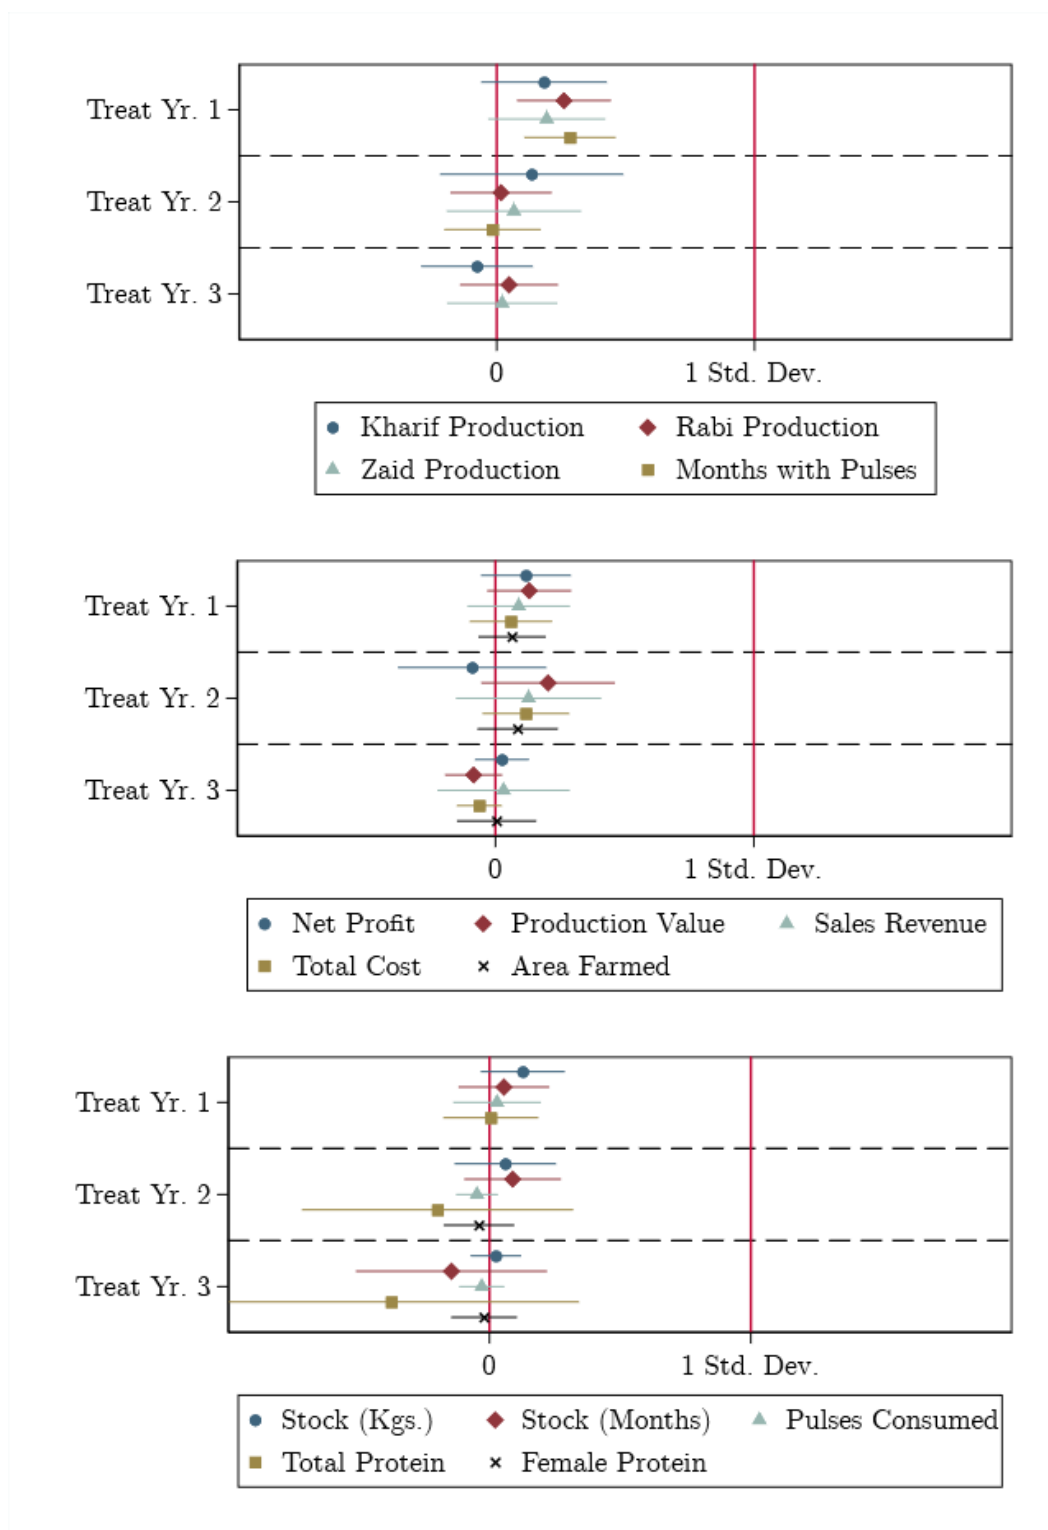 Treat Yr. 1
Treat Yr. 2
Treat Yr. 3
0 1 Std. Dev.
Kharif Production Rabi Production
Zaid Production Months with Pulses
Treat Yr. 1
Treat Yr. 2
Treat Yr. 3
0 1 Std. Dev.
Net Profit Production Value Sales Revenue
Total Cost Area Farmed
Treat Yr. 1
Treat Yr. 2
Treat Yr. 3
0 1 Std. Dev.
Stock (Kgs.) Stock (Months) Pulses Consumed
Total Protein Female Protein